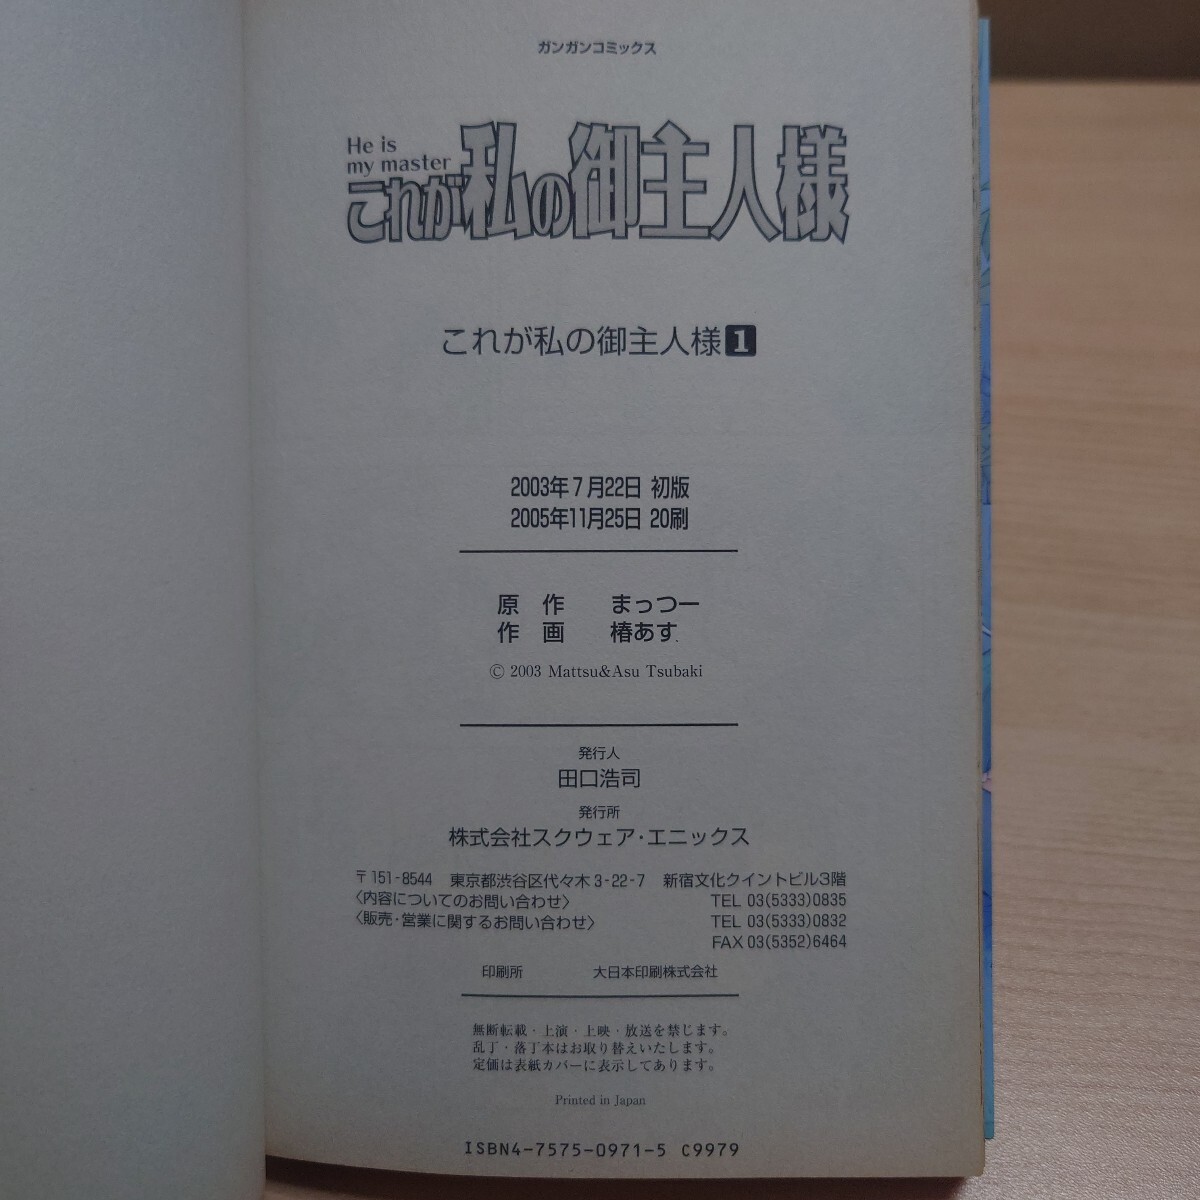 ガンガンコミックス
He is
my master
これが私の御主人様
これが私の御主人様1
2003年7月22日 初版
2005年11月25日 20刷
原 作 まっつー
作 画 椿あす
© 2003 Mattsu&Asu Tsubaki
発行人
田口浩司
発行所
株式会社スクウェア・エニックス
〒151-8544 東京都渋谷区代々木3-22-7 新宿文化クイントビル3階
〈内容についてのお問い合わせ〉 TEL 03(5333)0835
〈販売・営業に関するお問い合わせ〉 TEL 03(5333)0832
FAX 03(5352)6464
印刷所 大日本印刷株式会社
無断転載・上演・上映・放送を禁じます。
乱丁・落丁本はお取り替えいたします。
定価は表紙カバーに表示してあります。
Printed in Japan
ISBN4-7575-0971-5 C9979